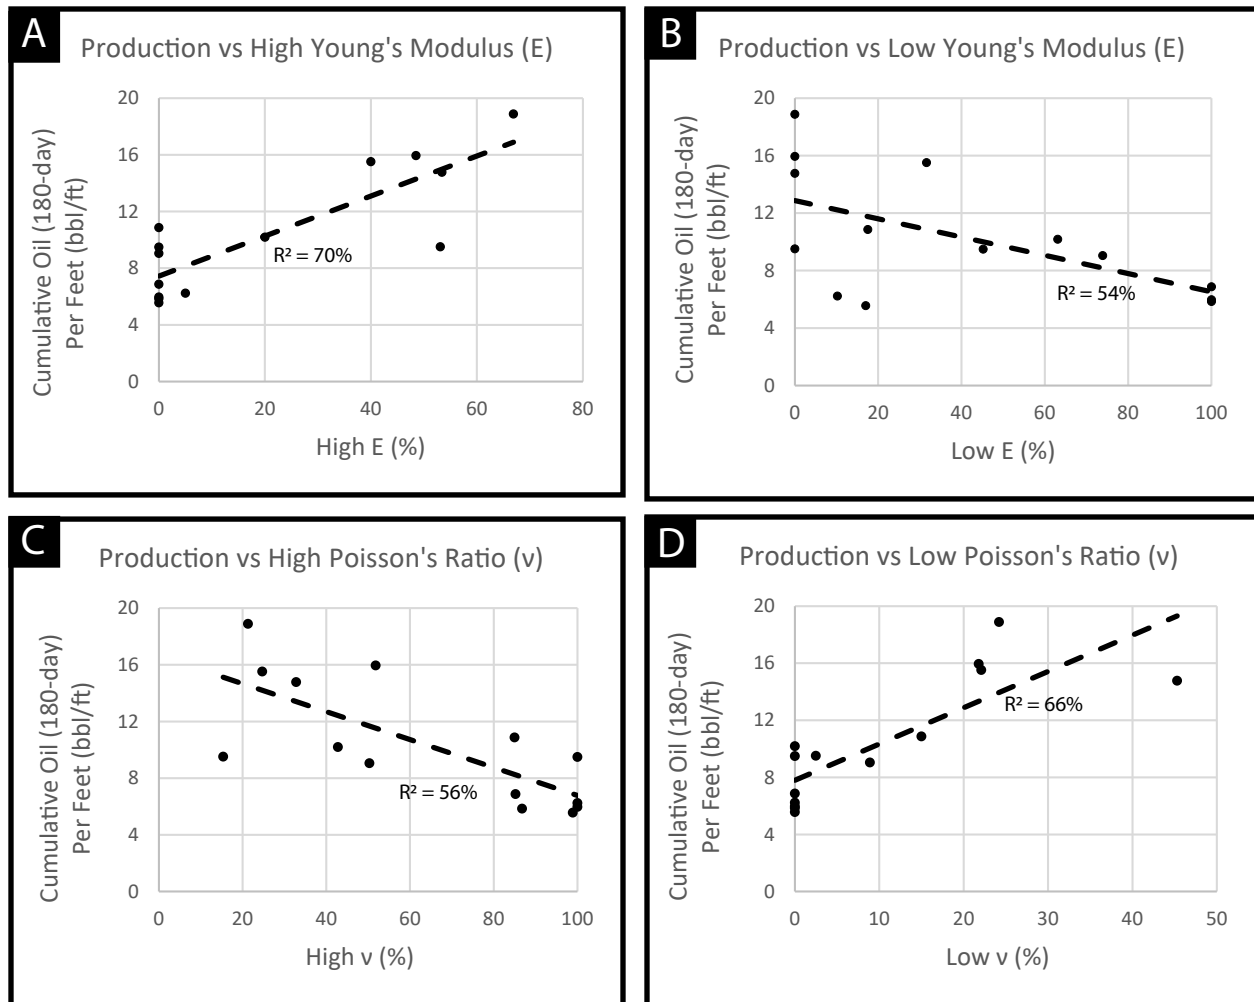 A
Production vs High Young's Modulus (E)
Cumulative Oil (180-day)
Per Feet (bbl/ft)
20
16
12
8
4
0
R² = 70%
0 20 40 60 80
High E (%)
B
Production vs Low Young's Modulus (E)
Cumulative Oil (180-day)
Per Feet (bbl/ft)
20
16
12
8
4
0
R² = 54%
0 20 40 60 80 100
Low E (%)
C
Production vs High Poisson's Ratio (ν)
Cumulative Oil (180-day)
Per Feet (bbl/ft)
20
16
12
8
4
0
R² = 56%
0 20 40 60 80 100
High ν (%)
D
Production vs Low Poisson's Ratio (ν)
Cumulative Oil (180-day)
Per Feet (bbl/ft)
20
16
12
8
4
0
R² = 66%
0 10 20 30 40 50
Low ν (%)